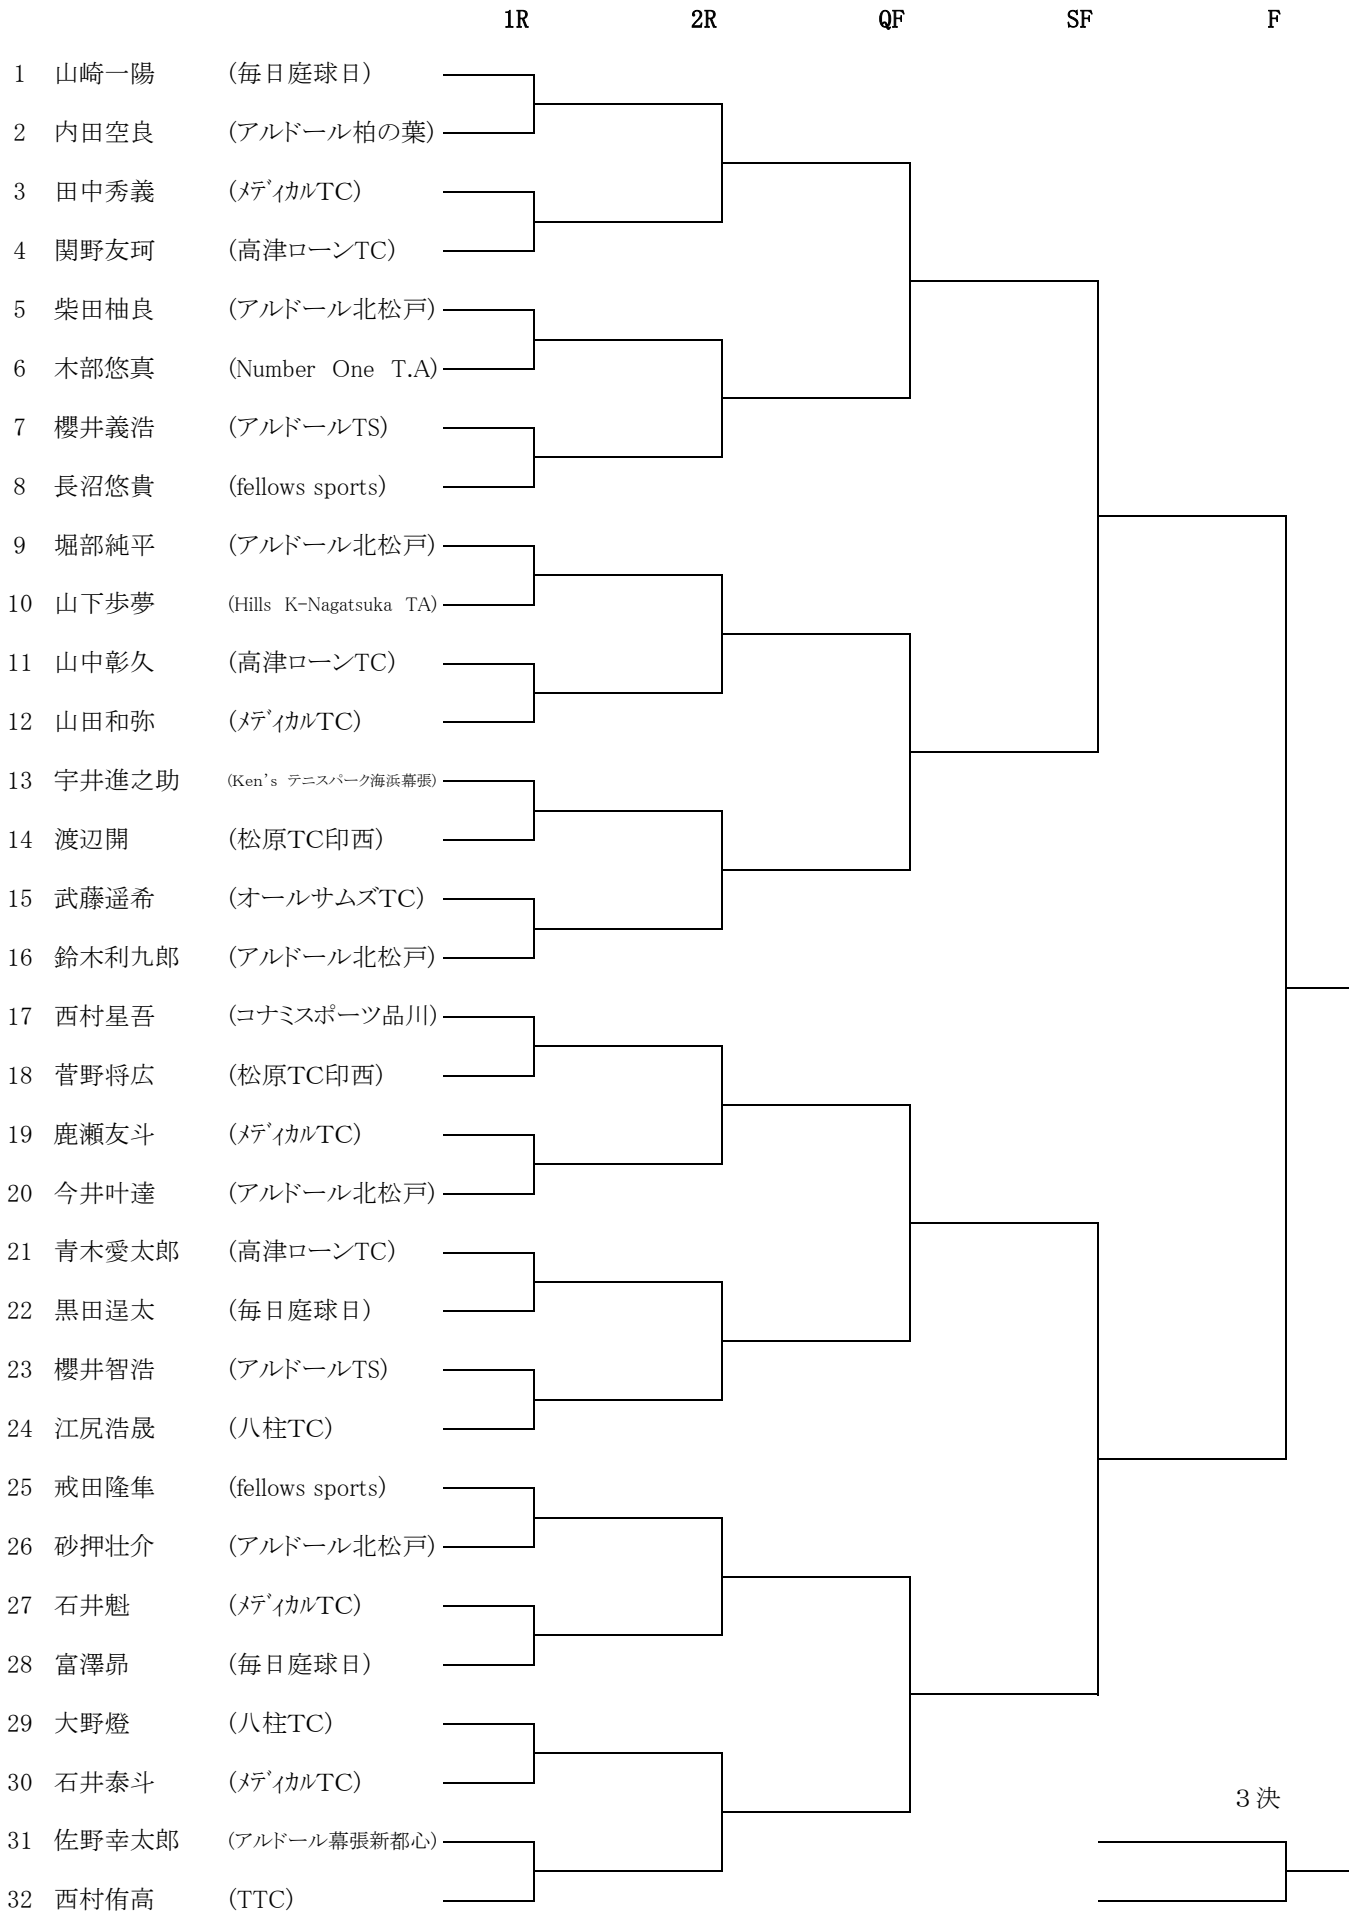 1R 2R QF SF F
1 山崎一陽 (毎日庭球日)
2 内田空良 (アルドール柏の葉)
3 田中秀義 (ﾒﾃﾞｨｶﾙTC)
4 関野友珂 (高津ローンTC)
5 柴田柚良 (アルドール北松戸)
6 木部悠真 (Number One T.A)
7 櫻井義浩 (アルドールTS)
8 長沼悠貴 (fellows sports)
9 堀部純平 (アルドール北松戸)
10 山下歩夢 (Hills K-Nagatsuka TA)
11 山中彰久 (高津ローンTC)
12 山田和弥 (ﾒﾃﾞｨｶﾙTC)
13 宇井進之助 (Ken's テニスパーク海浜幕張)
14 渡辺開 (松原TC印西)
15 武藤遥希 (オールサムズTC)
16 鈴木利九郎 (アルドール北松戸)
17 西村星吾 (コナミスポーツ品川)
18 菅野将広 (松原TC印西)
19 鹿瀬友斗 (ﾒﾃﾞｨｶﾙTC)
20 今井叶達 (アルドール北松戸)
21 青木愛太郎 (高津ローンTC)
22 黒田逞太 (毎日庭球日)
23 櫻井智浩 (アルドールTS)
24 江尻浩晟 (八柱TC)
25 戒田隆隼 (fellows sports)
26 砂押壮介 (アルドール北松戸)
27 石井魁 (ﾒﾃﾞｨｶﾙTC)
28 富澤昴 (毎日庭球日)
29 大野燈 (八柱TC)
30 石井泰斗 (ﾒﾃﾞｨｶﾙTC)
３決
31 佐野幸太郎 (アルドール幕張新都心)
32 西村侑高 (TTC)